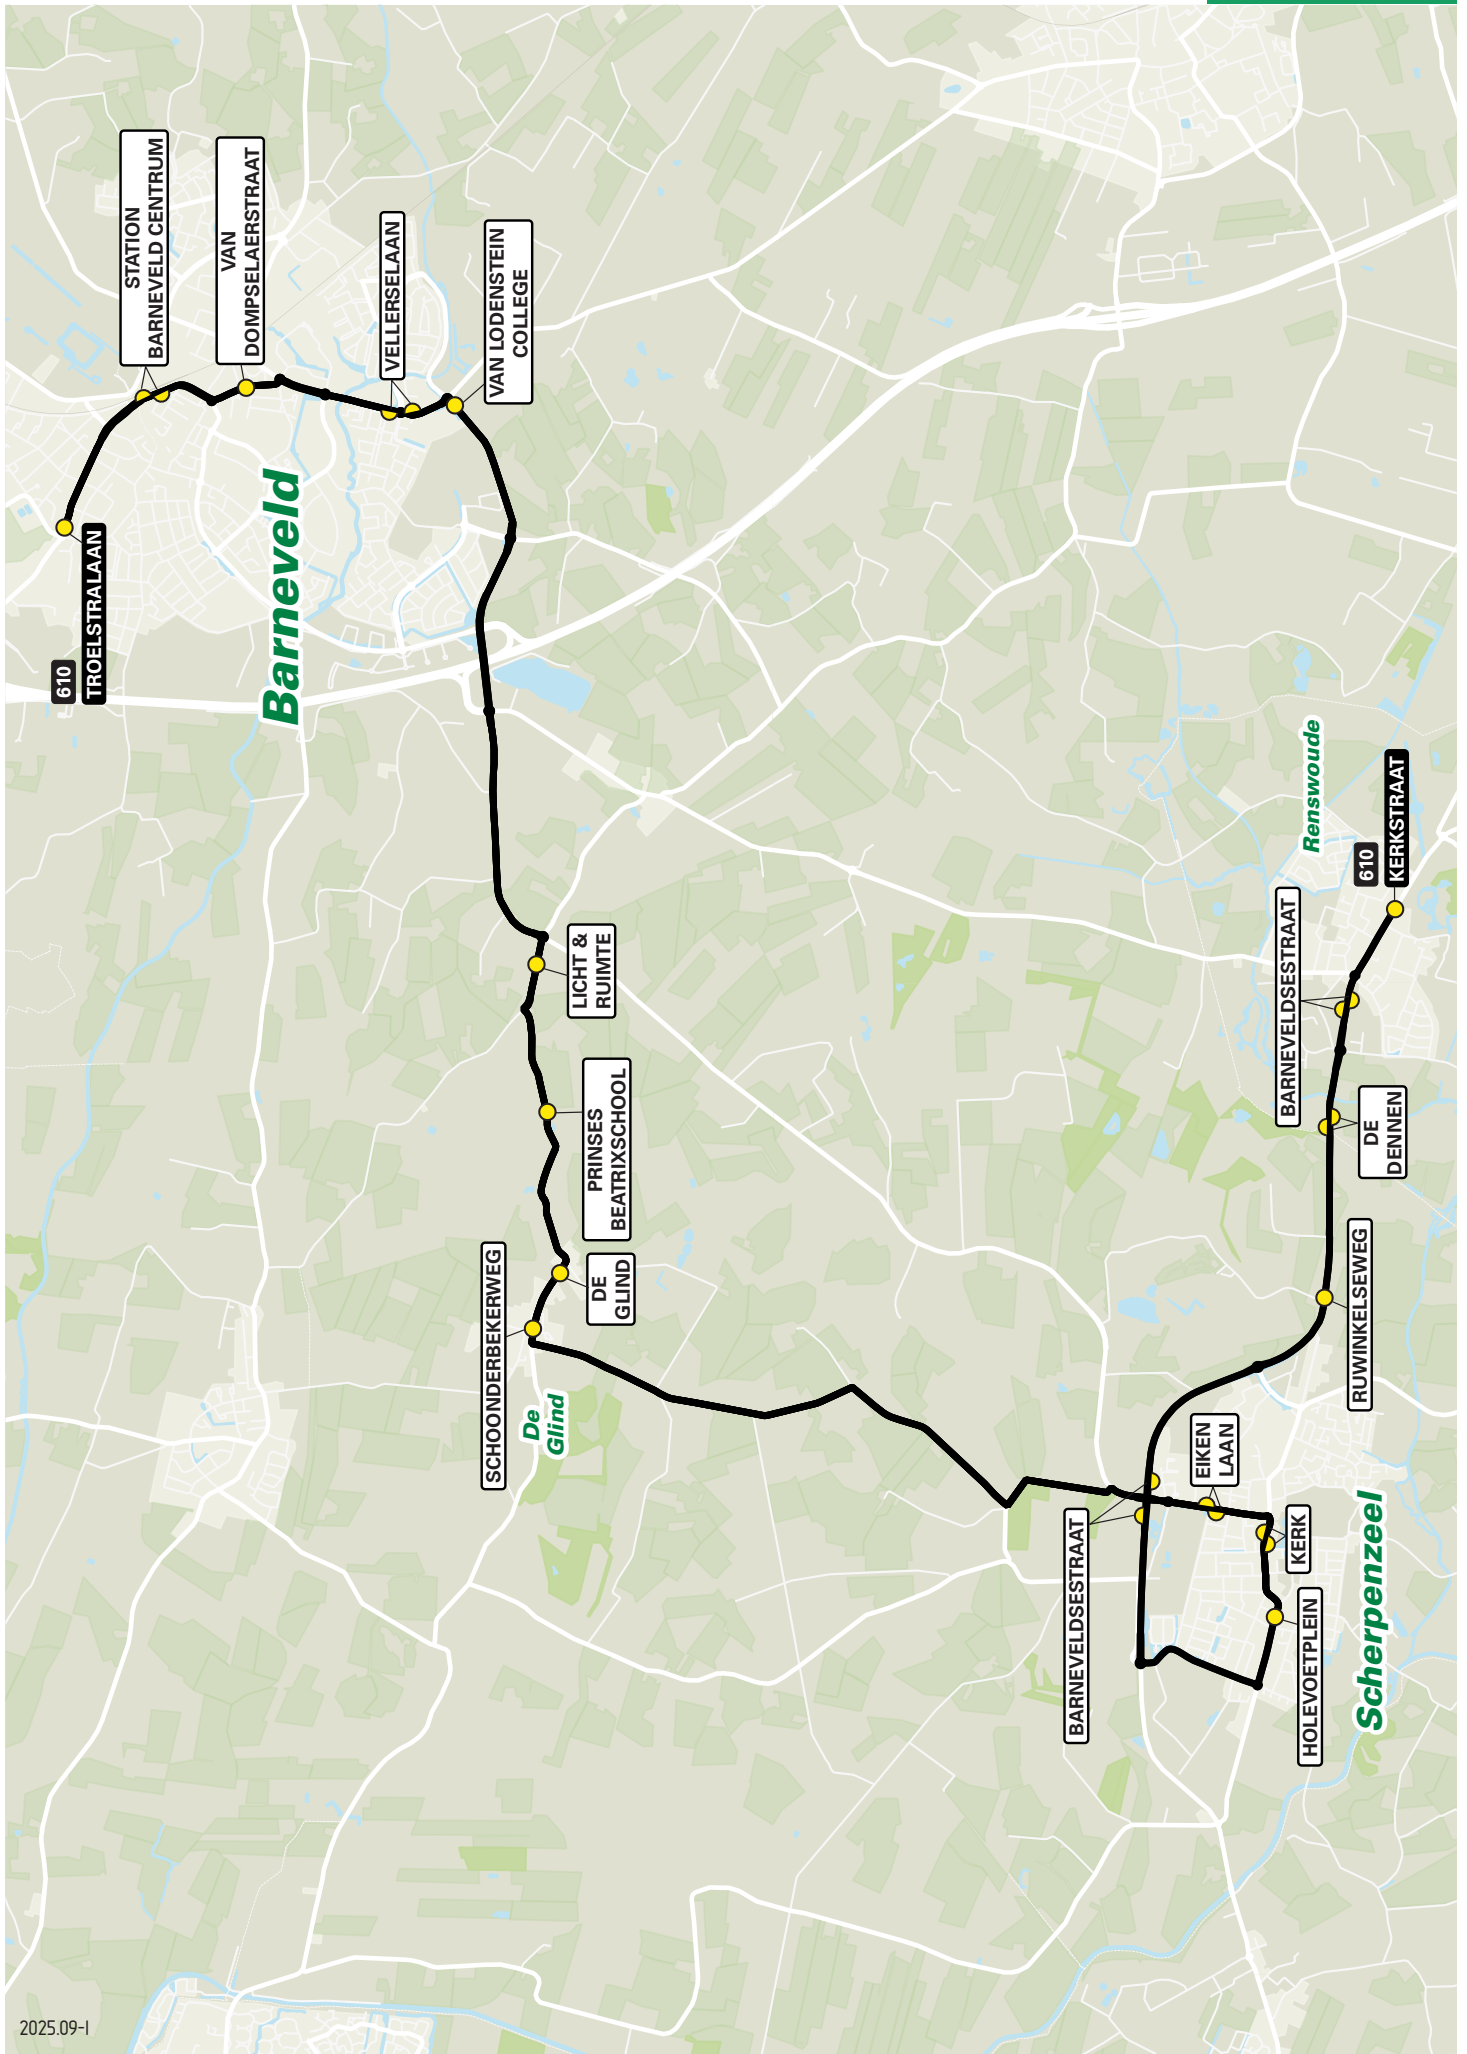 STATION
BARNEVELD CENTRUM
VAN
DOMPSELAERSTRAAT
VELLERSELAAN
VAN LODENSTEIN
COLLEGE
610
TROELSTRALAAN
Barneveld
LICHT &
RUIMTE
PRINSES
BEATRIXSCHOOL
DE
GLIND
SCHOONDERBEKERWEG
De
Glind
Renswoude
610
KERKSTRAAT
BARNEVELDSESTRAAT
DE
DENNEN
RUWINKELSEWEG
EIKEN
LAAN
KERK
BARNEVELDSESTRAAT
HOLEVOETPLEIN
Scherpenzeel
2025.09-I